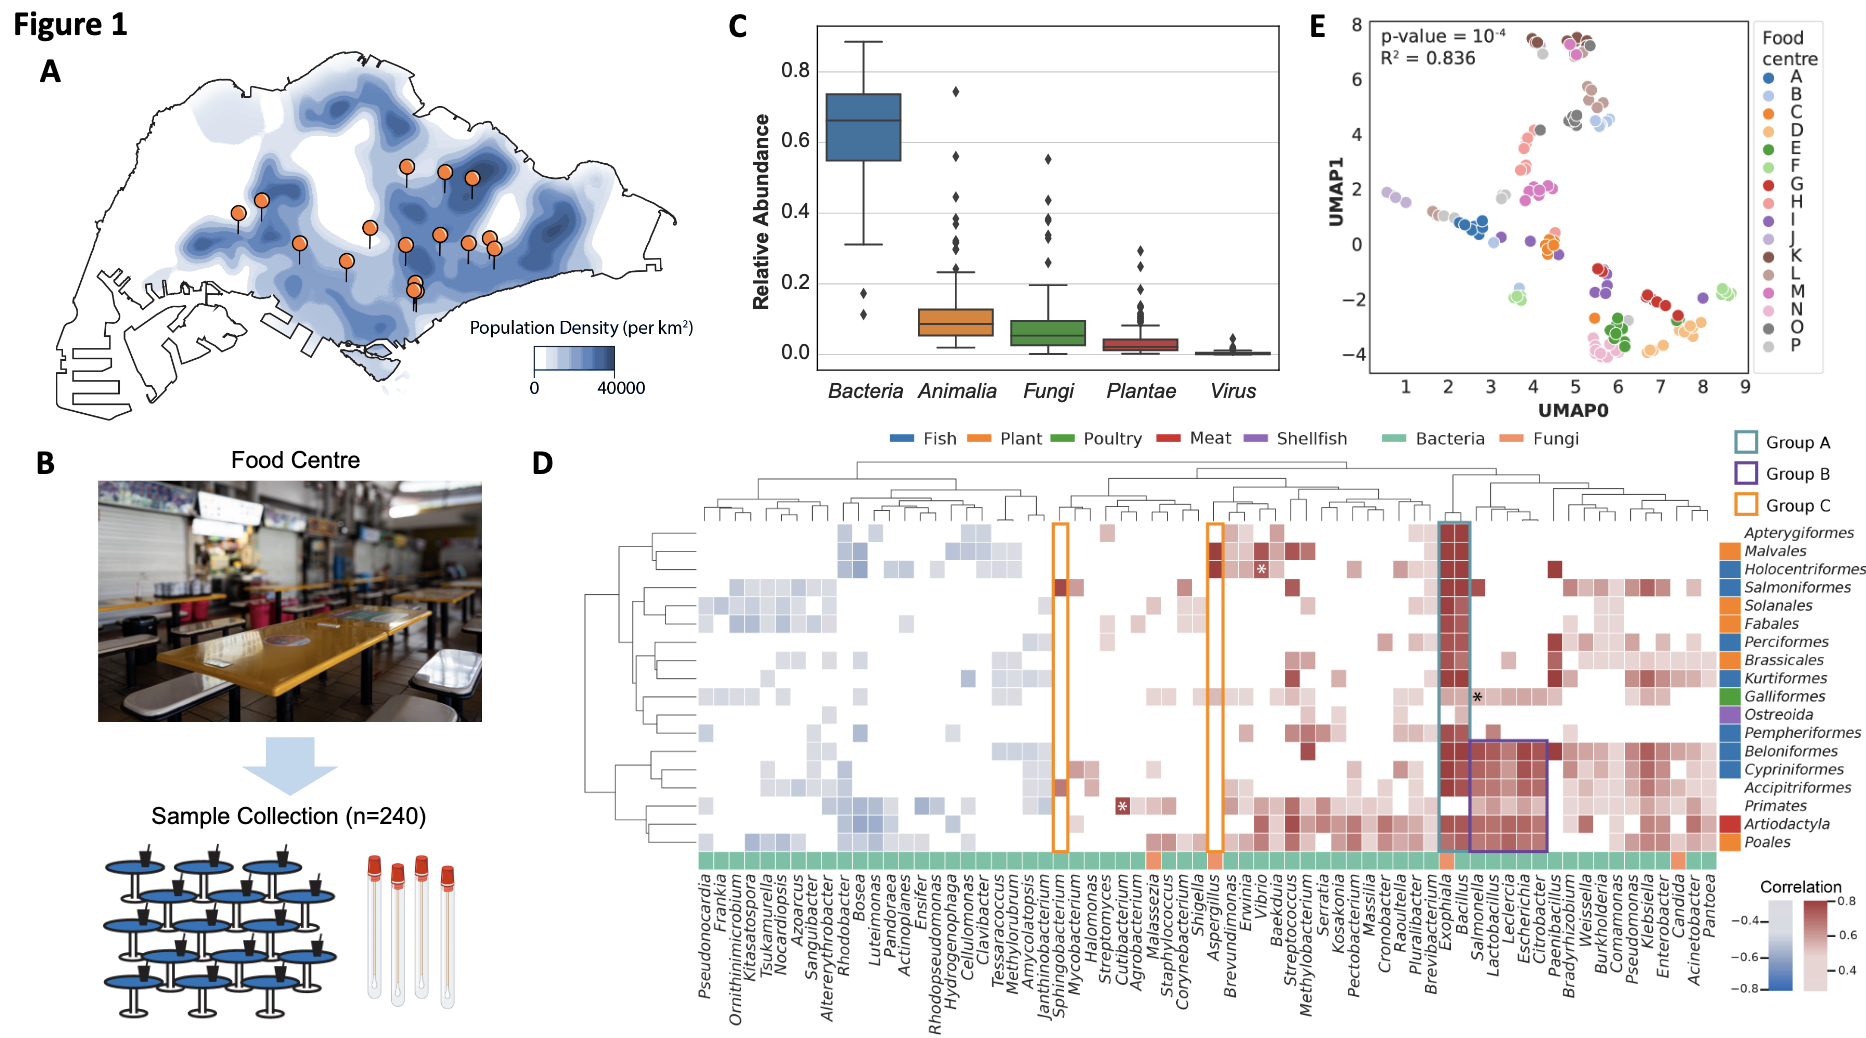 Figure 1
A
Population Density (per km²)
0
40000
B
Food Centre
Sample Collection (n=240)
C
Relative Abundance
0.8
0.6
0.4
0.2
0.0
Bacteria
Animalia
Fungi
Plantae
Virus
E
p-value = 10⁻⁴
R² = 0.836
UMAP1
8
6
4
2
0
−2
−4
1
2
3
4
5
6
7
8
9
UMAP0
Food
centre
A
B
C
D
E
F
G
H
I
J
K
L
M
N
O
P
D
Fish
Plant
Poultry
Meat
Shellfish
Bacteria
Fungi
Group A
Group B
Group C
Apterygiformes
Malvales
Holocentriformes
Salmoniformes
Solanales
Fabales
Perciformes
Brassicales
Kurtiformes
Galliformes
Ostreoida
Pempheriformes
Beloniformes
Cypriniformes
Accipitriformes
Primates
Artiodactyla
Poales
*
*
*
Pseudonocardia
Frankia
Ornithinimicrobium
Kitasatospora
Tsukamurella
Nocardiopsis
Azoarcus
Sanguibacter
Altererythrobacter
Rhodobacter
Bosea
Luteimonas
Pandoraea
Actinoplanes
Ensifer
Rhodopseudomonas
Hydrogenophaga
Cellulomonas
Clavibacter
Tessaracoccus
Methylorubrum
Amycolatopsis
Janthinobacterium
Sphingobacterium
Mycobacterium
Halomonas
Streptomyces
Cutibacterium
Agrobacterium
Malassezia
Staphylococcus
Corynebacterium
Shigella
Aspergillus
Brevundimonas
Erwinia
Vibrio
Baekduia
Streptococcus
Methylobacterium
Serratia
Kosakonia
Pectobacterium
Massilia
Cronobacter
Raoultella
Pluralibacter
Brevibacterium
Exophiala
Bacillus
Salmonella
Lactobacillus
Leclercia
Escherichia
Citrobacter
Paenibacillus
Bradyrhizobium
Weissella
Burkholderia
Comamonas
Pseudomonas
Klebsiella
Enterobacter
Candida
Acinetobacter
Pantoea
Correlation
−0.4
−0.6
−0.8
0.8
0.6
0.4